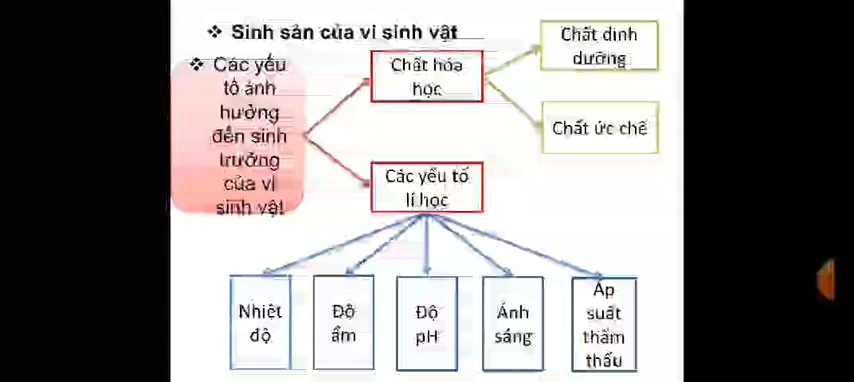 ❖ Sinh sản của vi sinh vật
❖ Các yếu
tố ảnh
hưởng
đến sinh
trưởng
của vi
sinh vật
Chất hóa
học
Chất dinh
dưỡng
Chất ức chế
Các yếu tố
lí học
Nhiệt
độ
Độ
ẩm
Độ
pH
Ánh
sáng
Áp
suất
thẩm
thấu